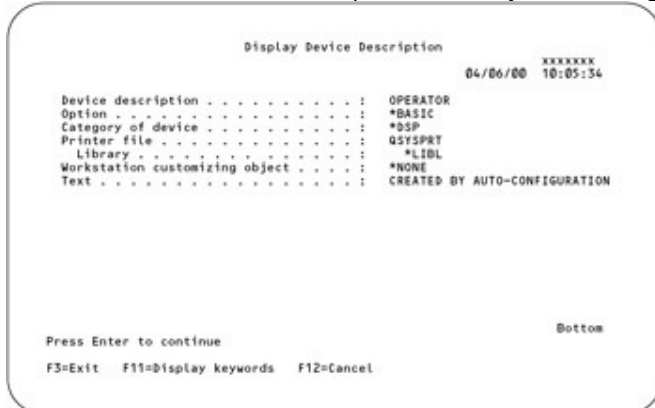 Display Device Description
xxxxxxx
04/06/00 10:05:34
Device description . . . . . . . . . . . : OPERATOR
Option . . . . . . . . . . . . . . . . . : *BASIC
Category of device . . . . . . . . . . . : *DSP
Printer file . . . . . . . . . . . . . . : QSYSPRT
Library . . . . . . . . . . . . . . . : *LIBL
Workstation customizing object . . . . : *NONE
Text . . . . . . . . . . . . . . . . . . : CREATED BY AUTO-CONFIGURATION
Bottom
Press Enter to continue
F3=Exit F11=Display keywords F12=Cancel